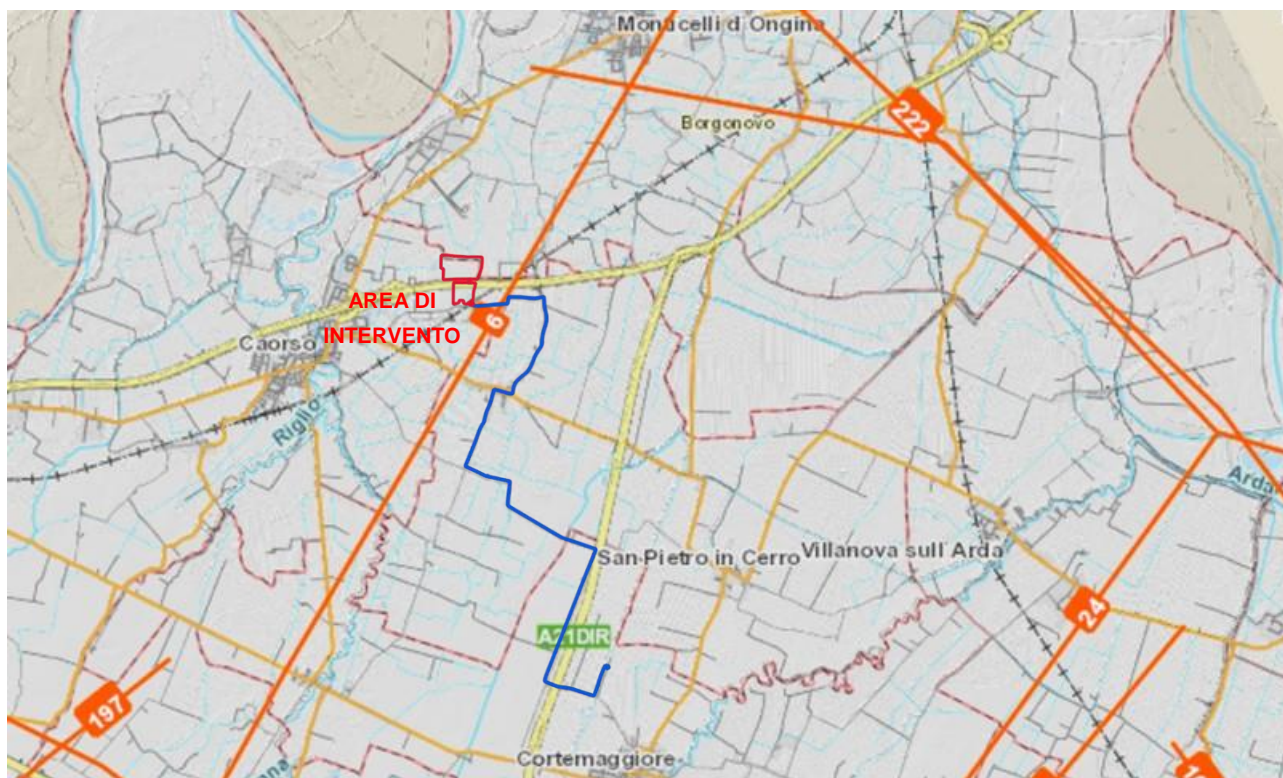 Monticelli d Ongina
Borgonovo
222
AREA DI
INTERVENTO
6
Caorso
Riglio
Arda
San Pietro in Cerro
Villanova sull Arda
24
A21DIR
197
Cortemaggiore